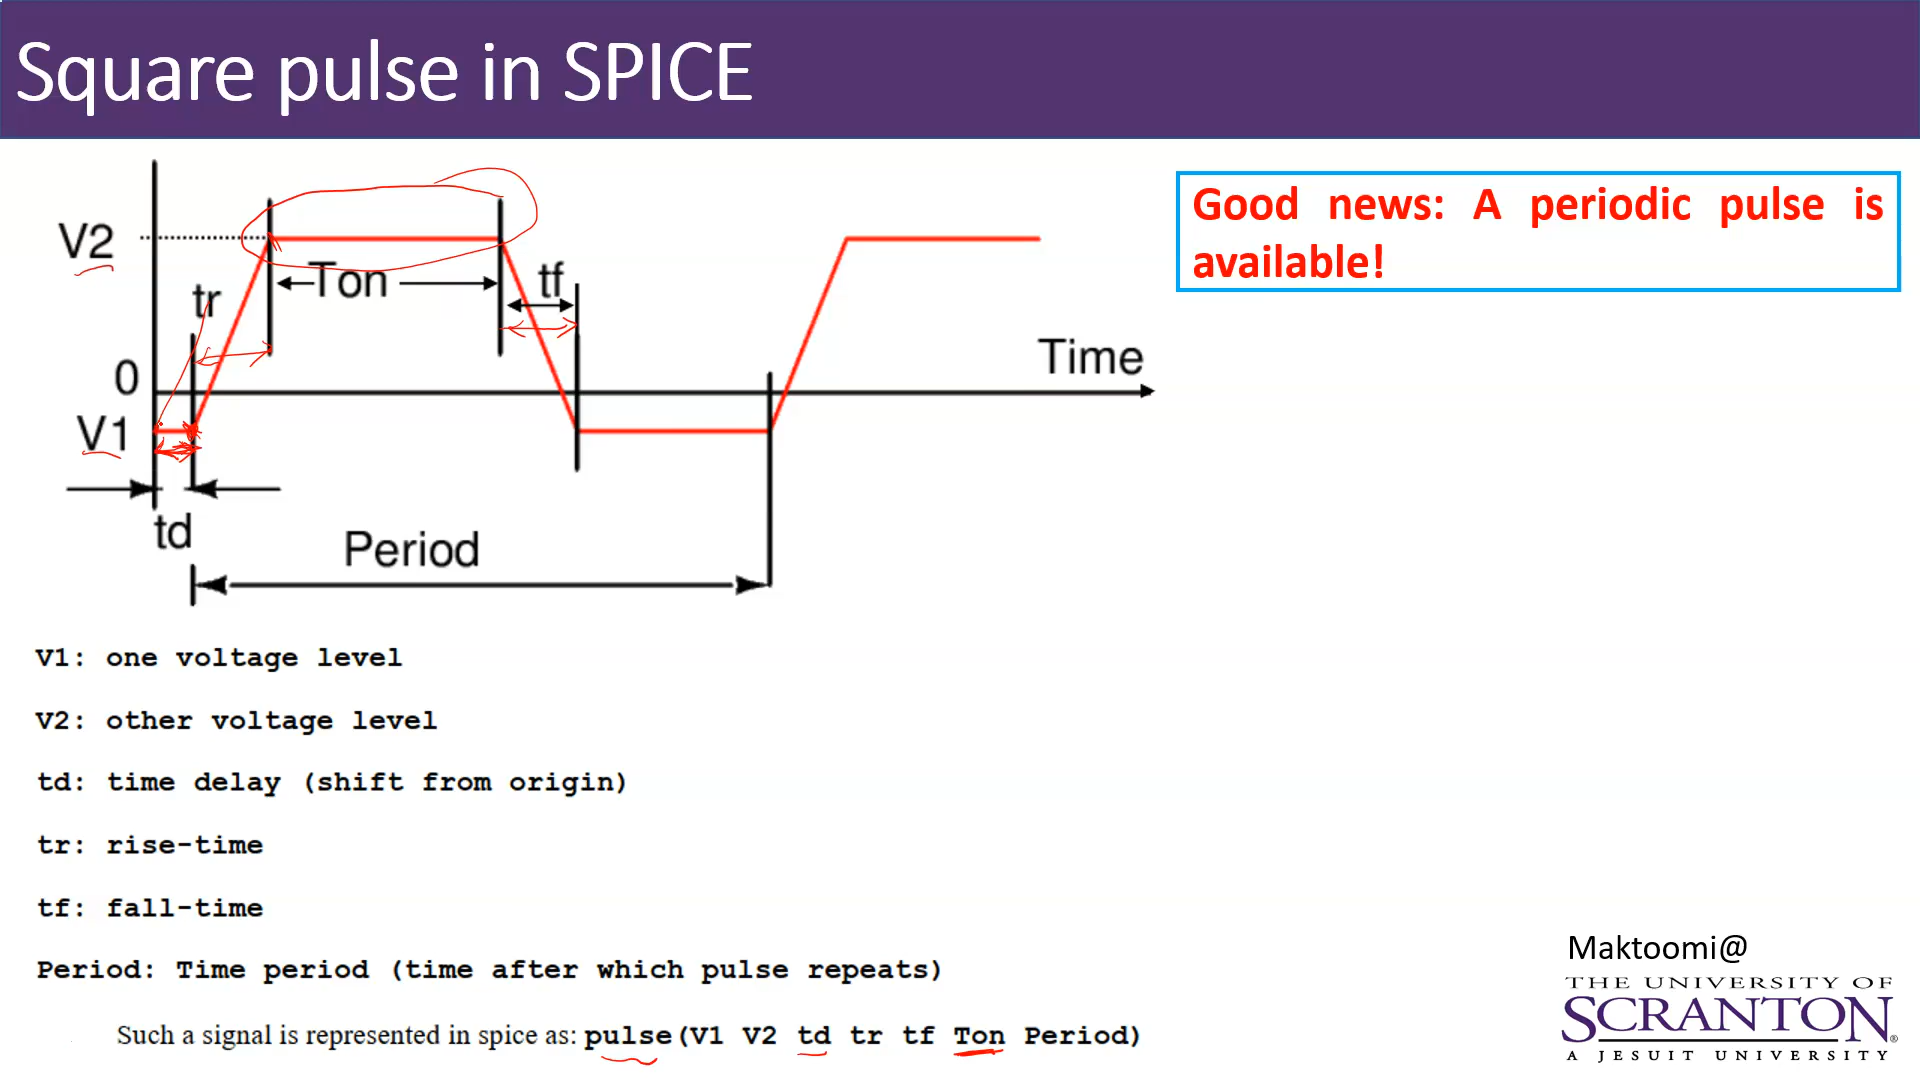 Square pulse in SPICE
Good news: A periodic pulse is
available!
V2
tr
Ton
tf
0
Time
V1
td
Period
V1: one voltage level
V2: other voltage level
td: time delay (shift from origin)
tr: rise-time
tf: fall-time
Period: Time period (time after which pulse repeats)
Such a signal is represented in spice as: pulse(V1 V2 td tr tf Ton Period)
Maktoomi@
THE UNIVERSITY OF
SCRANTON®
A JESUIT UNIVERSITY